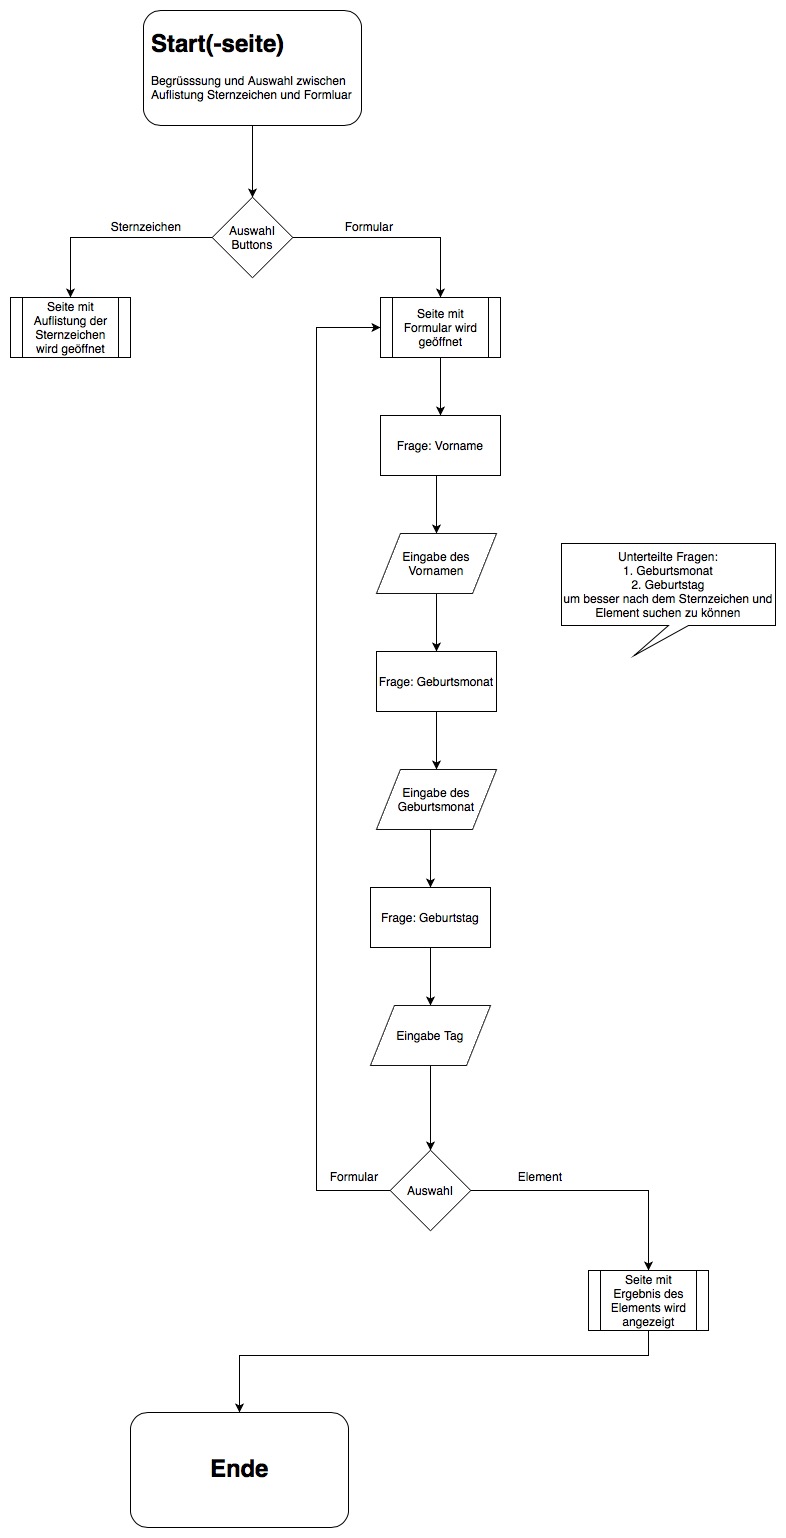 Start(-seite)
Begrüsssung und Auswahl zwischen
Auflistung Sternzeichen und Formluar
Auswahl
Buttons
Sternzeichen
Formular
Seite mit
Auflistung der
Sternzeichen
wird geöffnet
Seite mit
Formular wird
geöffnet
Frage: Vorname
Eingabe des
Vornamen
Unterteilte Fragen:
1. Geburtsmonat
2. Geburtstag
um besser nach dem Sternzeichen und
Element suchen zu können
Frage: Geburtsmonat
Eingabe des
Geburtsmonat
Frage: Geburtstag
Eingabe Tag
Formular
Auswahl
Element
Seite mit
Ergebnis des
Elements wird
angezeigt
Ende